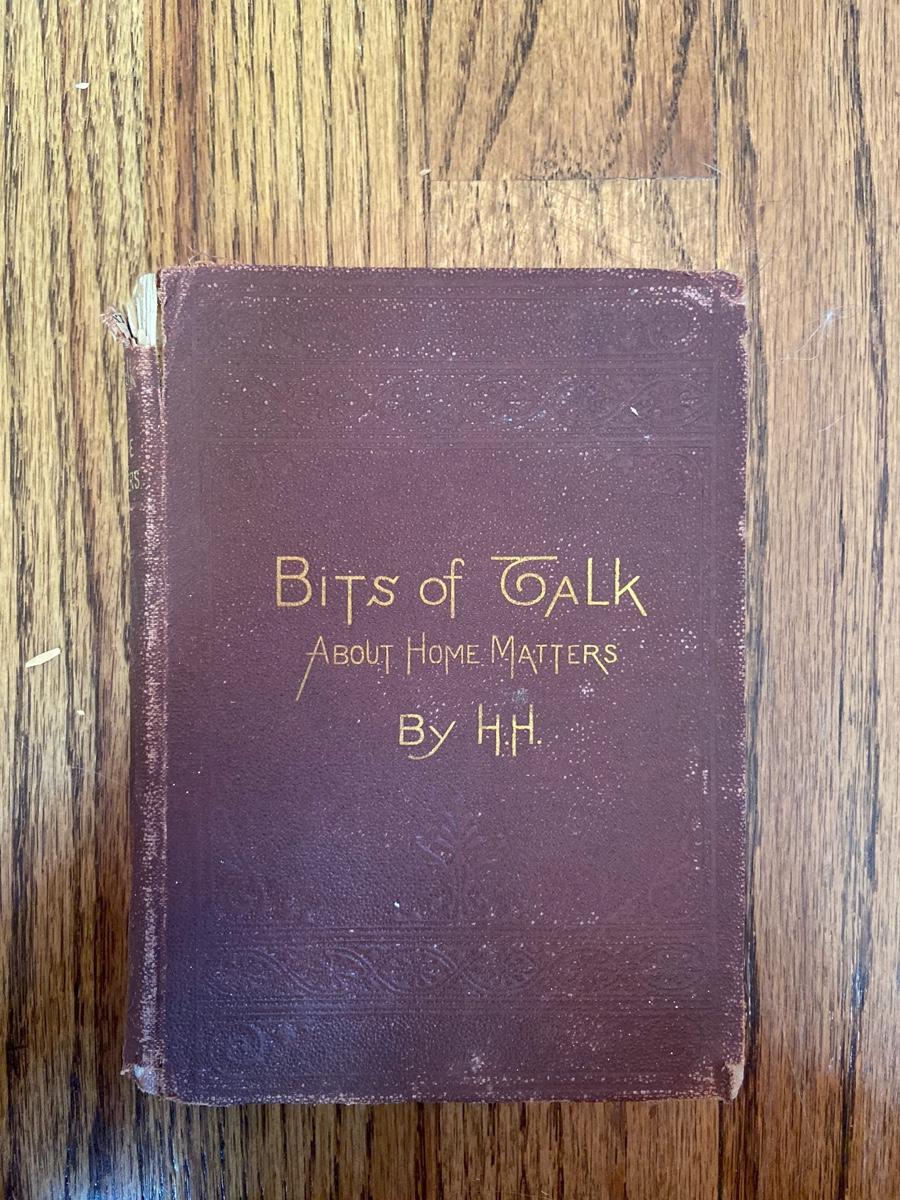 Bits of Talk
About Home Matters
By H.H.